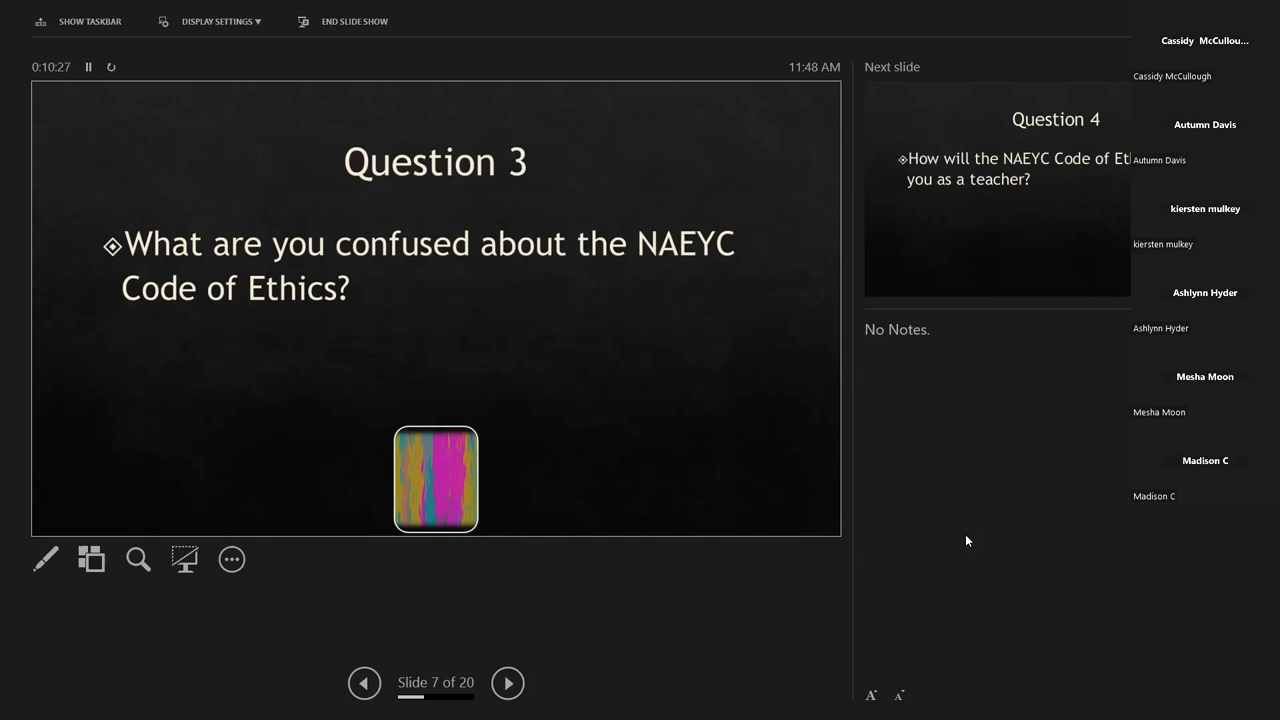 SHOW TASKBAR
DISPLAY SETTINGS ▼
END SLIDE SHOW
0:10:27
11:48 AM
Question 3
What are you confused about the NAEYC
Code of Ethics?
Slide 7 of 20
Next slide
Question 4
How will the NAEYC Code of
you as a teacher?
No Notes.
Cassidy McCullou...
Cassidy McCullough
Autumn Davis
Autumn Davis
kiersten mulkey
kiersten mulkey
Ashlynn Hyder
Ashlynn Hyder
Mesha Moon
Mesha Moon
Madison C
Madison C
A A